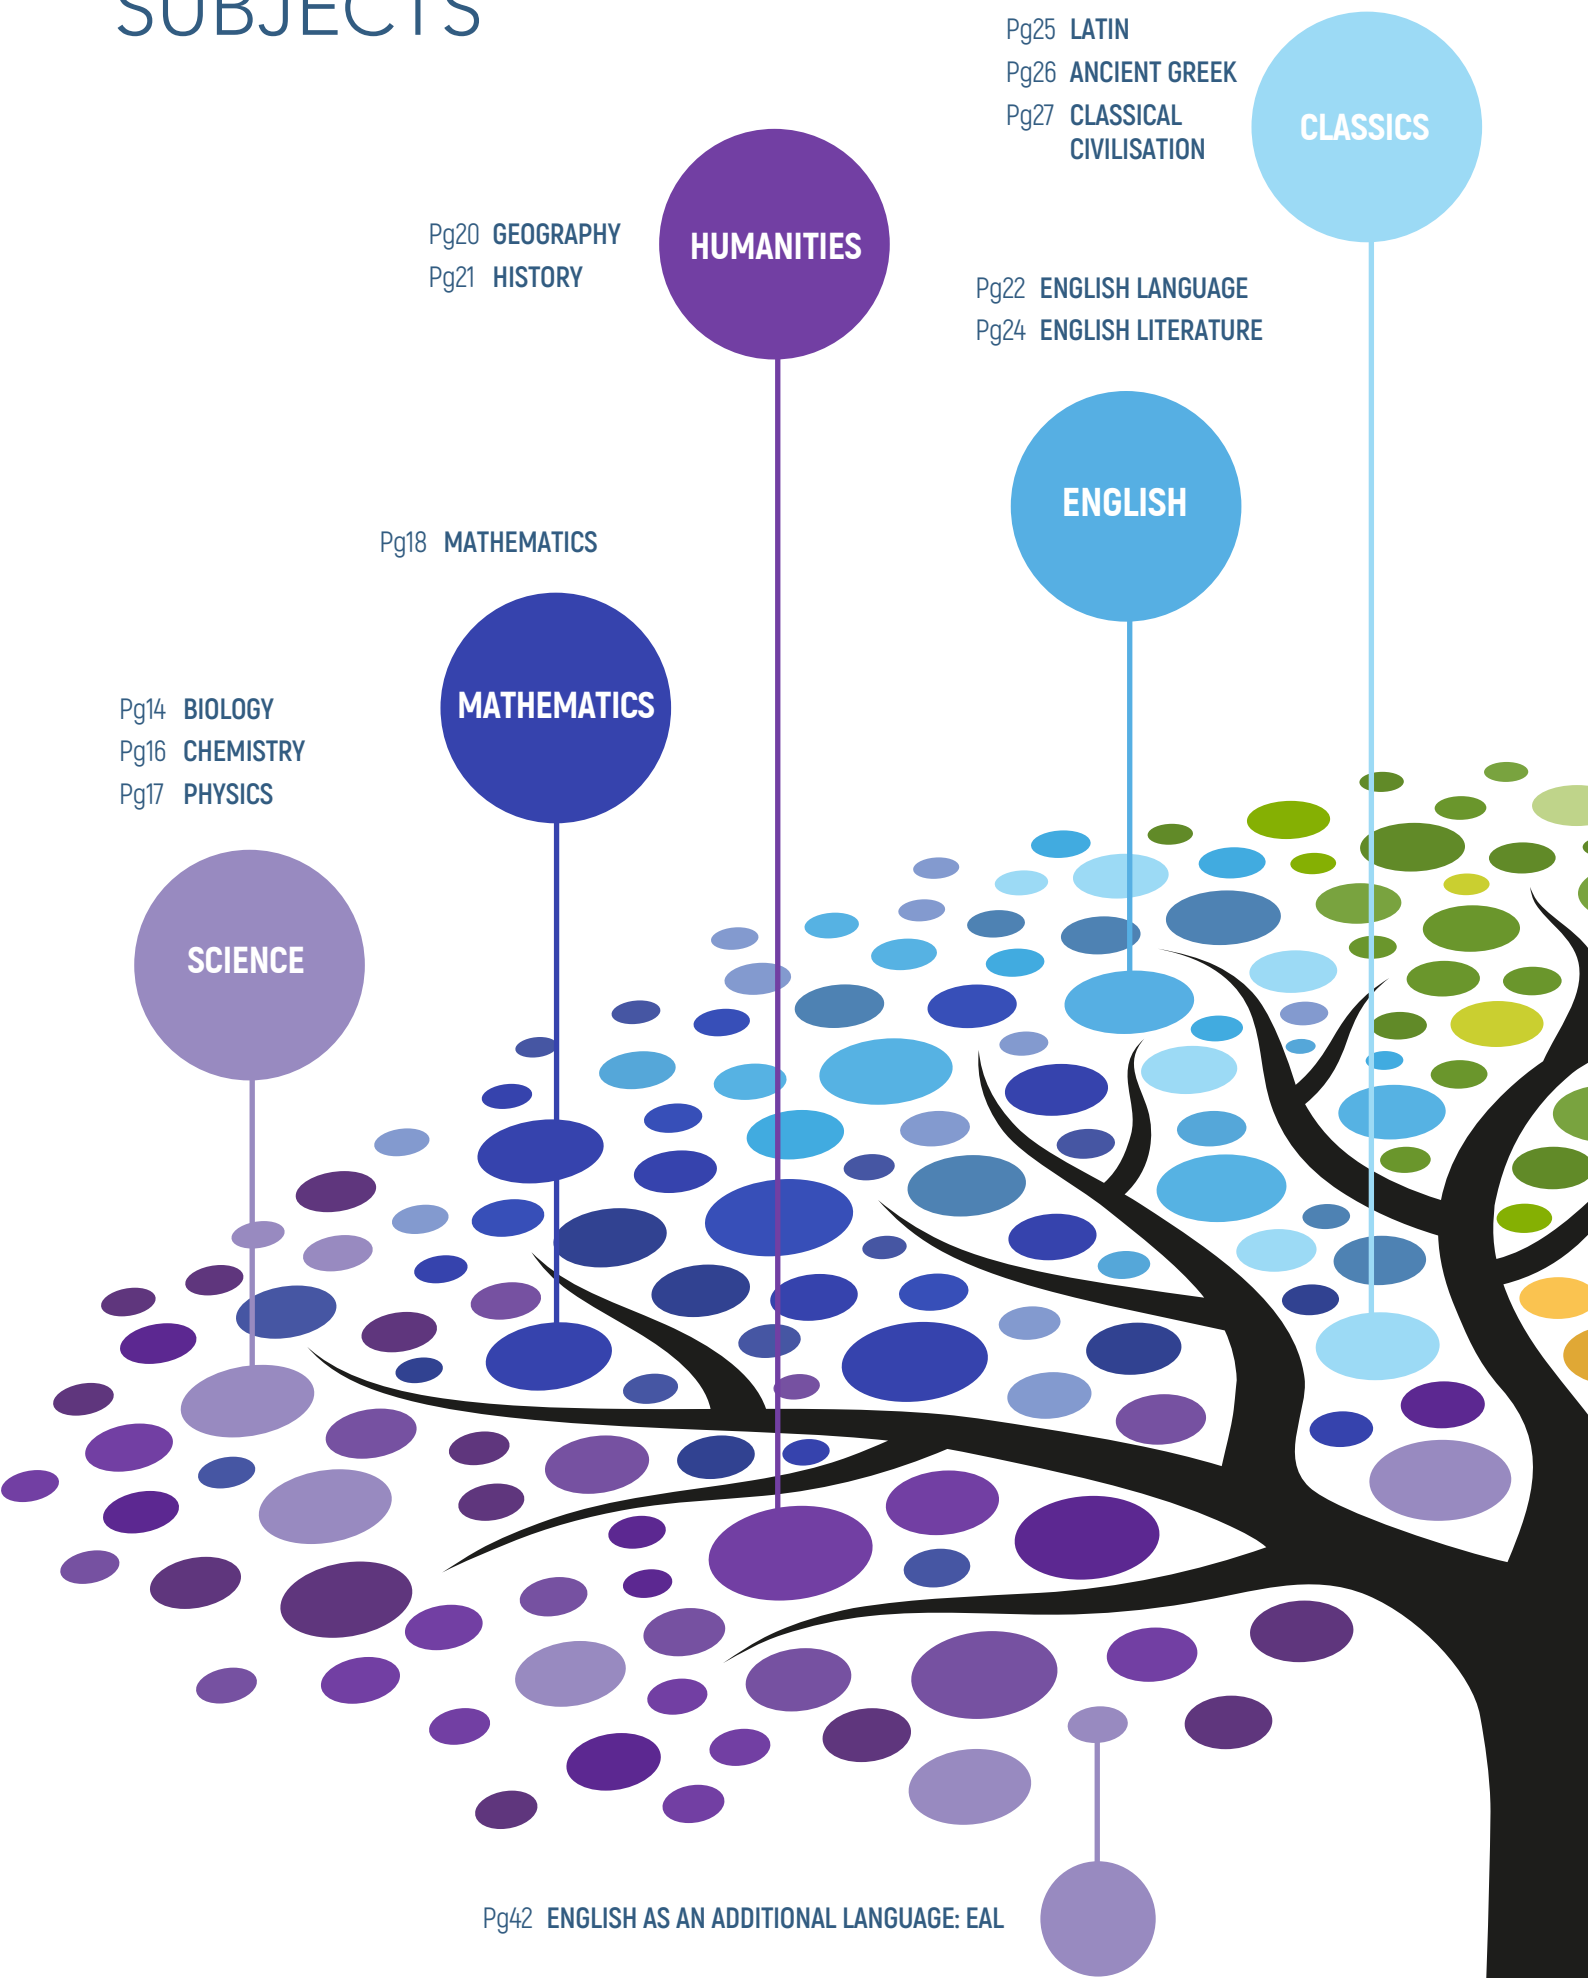 SUBJECTS
Pg25 LATIN
Pg26 ANCIENT GREEK
Pg27 CLASSICAL
CIVILISATION
CLASSICS
Pg20 GEOGRAPHY
Pg21 HISTORY
HUMANITIES
Pg22 ENGLISH LANGUAGE
Pg24 ENGLISH LITERATURE
ENGLISH
Pg18 MATHEMATICS
MATHEMATICS
Pg14 BIOLOGY
Pg16 CHEMISTRY
Pg17 PHYSICS
SCIENCE
Pg42 ENGLISH AS AN ADDITIONAL LANGUAGE: EAL